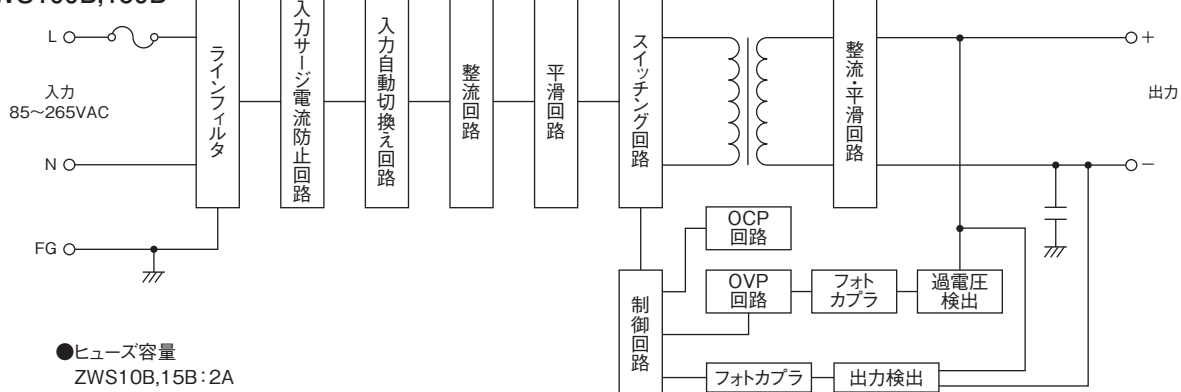 L
入力
85～265VAC
N
FG
ラインフィルタ
入力サージ電流防止回路
入力自動切換え回路
整流回路
平滑回路
スイッチング回路
整流・平滑回路
+
出力
−
OCP
回路
OVP
回路
フォト
カプラ
過電圧
検出
制御回路
フォトカプラ
出力検出
●ヒューズ容量
ZWS10B,15B：2A